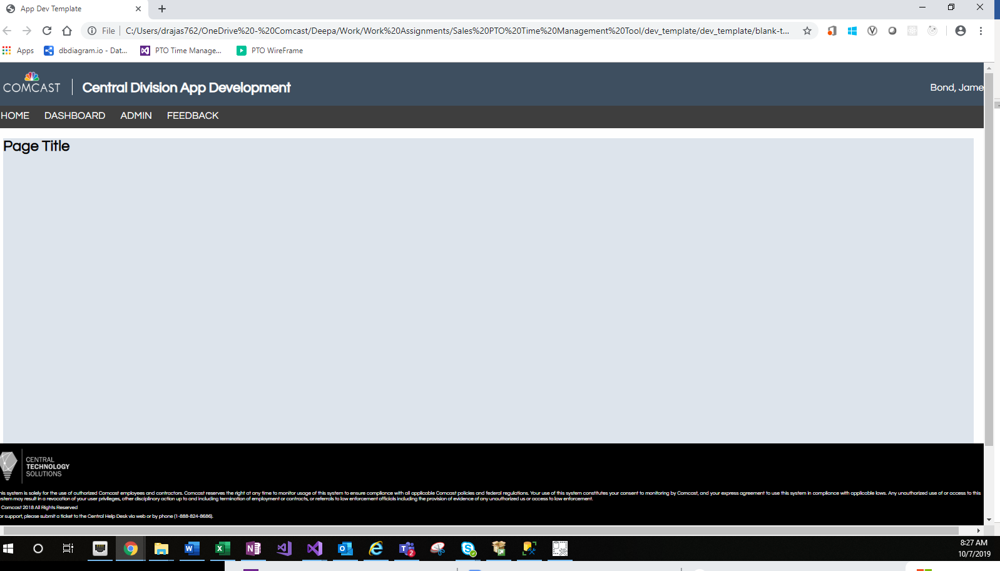 App Dev Template
File
C:/Users/drajas762/OneDrive%20-%20Comcast/Deepa/Work/Work%20Assignments/Sales%20PTO%20Time%20Management%20Tool/dev_template/dev_template/blank-t...
Apps
dbdiagram.io - Dat...
PTO Time Manage...
PTO WireFrame
COMCAST
Central Division App Development
Bond, Jame
HOME DASHBOARD ADMIN FEEDBACK
Page Title
CENTRAL
TECHNOLOGY
SOLUTIONS
his system is solely for the use of authorized Comcast employees and contractors. Comcast reserves the right at any time to monitor usage of this system to ensure compliance with all applicable Comcast policies and federal regulations. Your use of this system constitutes your consent to monitoring by Comcast, and your express agreement to use this system in compliance with applicable laws. Any unauthorized use of or access to this
ystem may result in a revocation of your user privileges, other disciplinary action up to and including termination of employment or contracts, or referrals to law enforcement officials including the provision of evidence of any unauthorized us or access to law enforcement.
Comcast 2018 All Rights Reserved
or support, please submit a ticket to the Central Help Desk via web or by phone (1-888-824-8686).
8:27 AM
10/7/2019